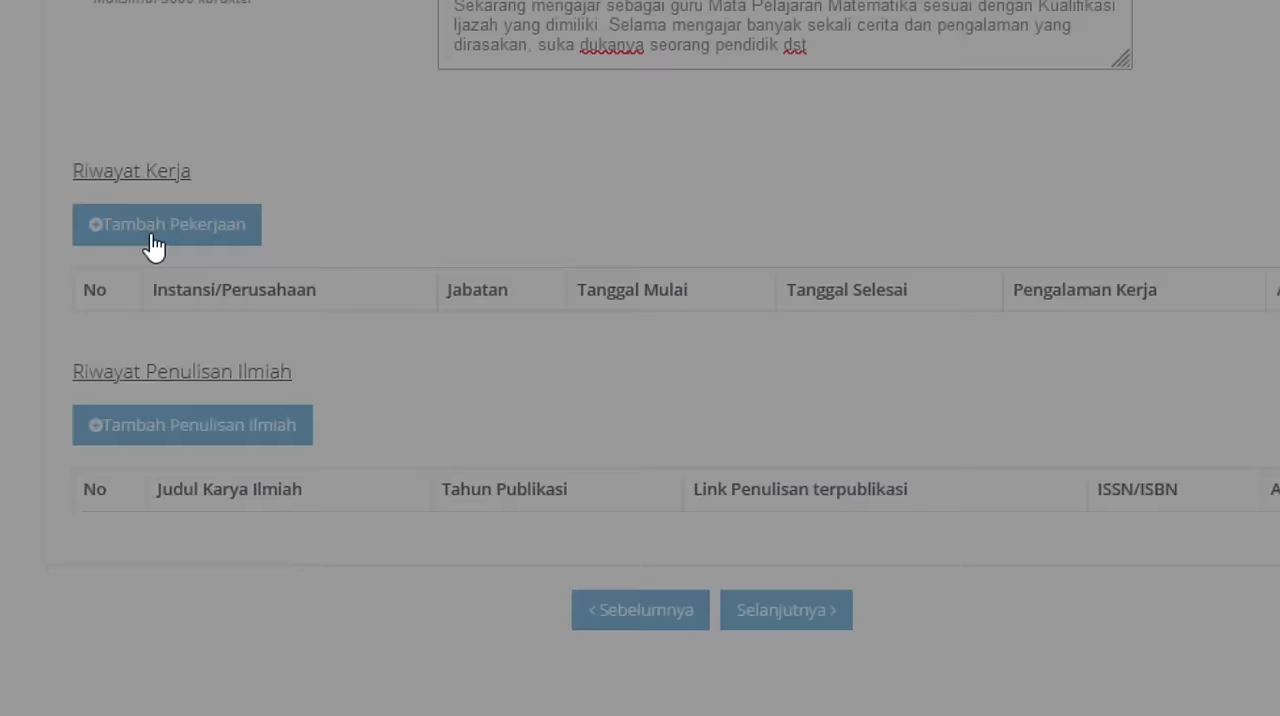 Maksimal 3000 karakter
Sekarang mengajar sebagai guru Mata Pelajaran Matematika sesuai dengan Kualifikasi
Ijazah yang dimiliki. Selama mengajar banyak sekali cerita dan pengalaman yang
dirasakan, suka dukanya seorang pendidik dst
Riwayat Kerja
Tambah Pekerjaan
No Instansi/Perusahaan Jabatan Tanggal Mulai Tanggal Selesai Pengalaman Kerja
Riwayat Penulisan Ilmiah
Tambah Penulisan Ilmiah
No Judul Karya Ilmiah Tahun Publikasi Link Penulisan terpublikasi ISSN/ISBN
‹ Sebelumnya Selanjutnya ›